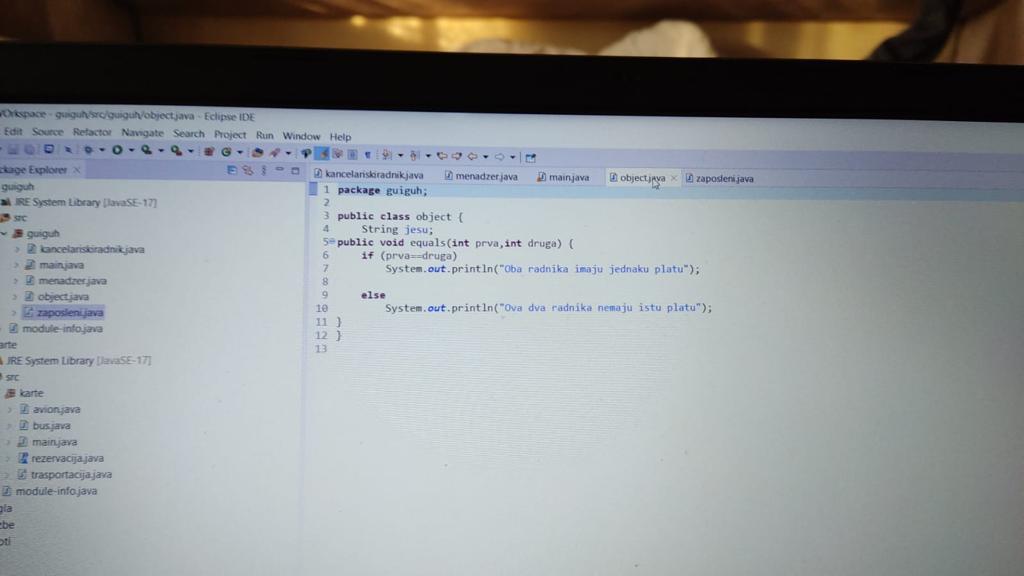 Orkspace - guiguh/src/guiguh/object.java - Eclipse IDE
Edit Source Refactor Navigate Search Project Run Window Help
Explorer
kancelariskiradnik.java menadzer.java main.java object.java zaposleni.java
guiguh
JRE System Library [JavaSE-17]
src
guiguh
kancelariskiradnik.java
main.java
menadzer.java
object.java
zaposleni.java
module-info.java
JRE System Library [JavaSE-17]
src
karte
avion.java
bus.java
main.java
rezervacija.java
trasportacija.java
module-info.java
1 package guiguh;
2
3 public class object {
4 String jesu;
5 public void equals(int prva,int druga) {
6 if (prva==druga)
7 System.out.println("Oba radnika imaju jednaku platu");
8
9 else
10 System.out.println("Ova dva radnika nemaju istu platu");
11 }
12 }
13